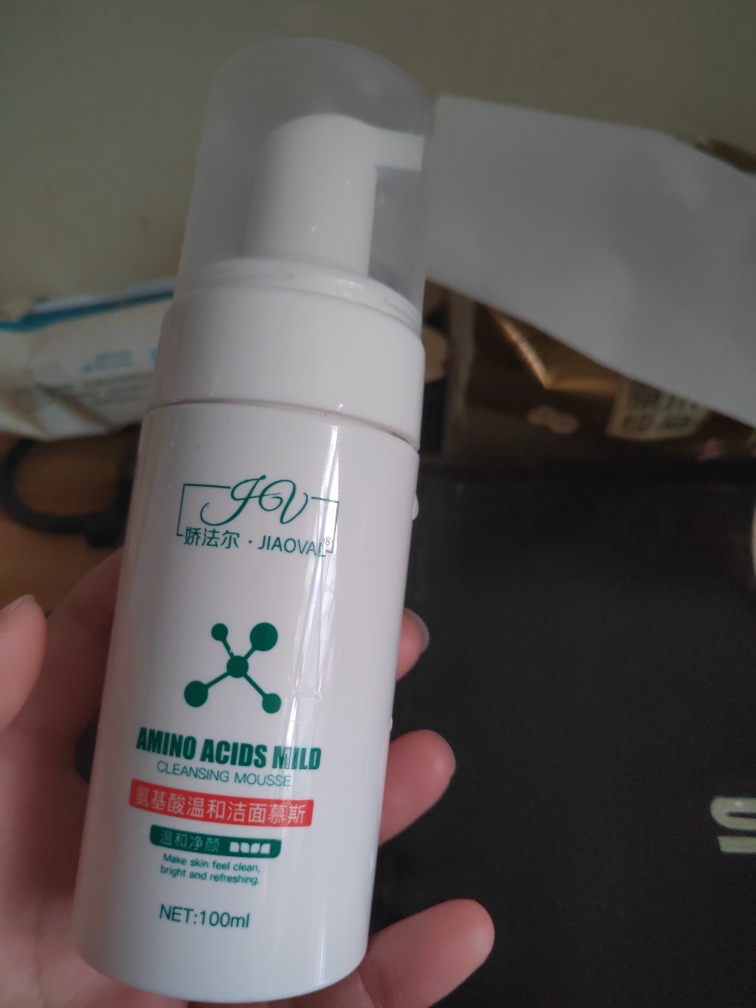 JV
娇法尔·JIAOVAL®
AMINO ACIDS MILD
CLEANSING MOUSSE
氨基酸温和洁面慕斯
温和净颜
Make skin feel clean,
bright and refreshing.
NET:100ml